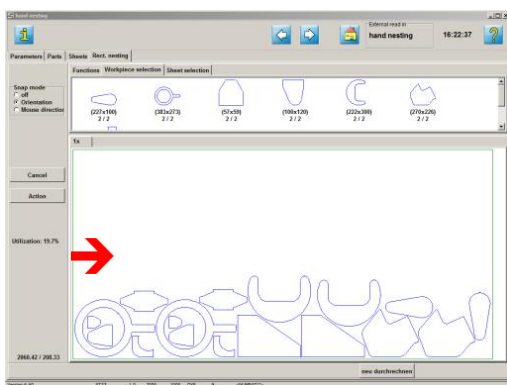 hand nesting
External read in
hand nesting
16:22:37
Parameters Parts Sheets Rect. nesting
Functions Workpiece selection Sheet selection
Snap mode
off
Orientation
Mouse direction
(227x100)
2 / 2
(383x273)
2 / 2
(57x59)
2 / 2
(100x120)
2 / 2
(222x300)
2 / 2
(270x226)
2 / 2
1x
Cancel
Action
Utilization: 19.7%
2060.42 / 208.33
neu durchrechnen